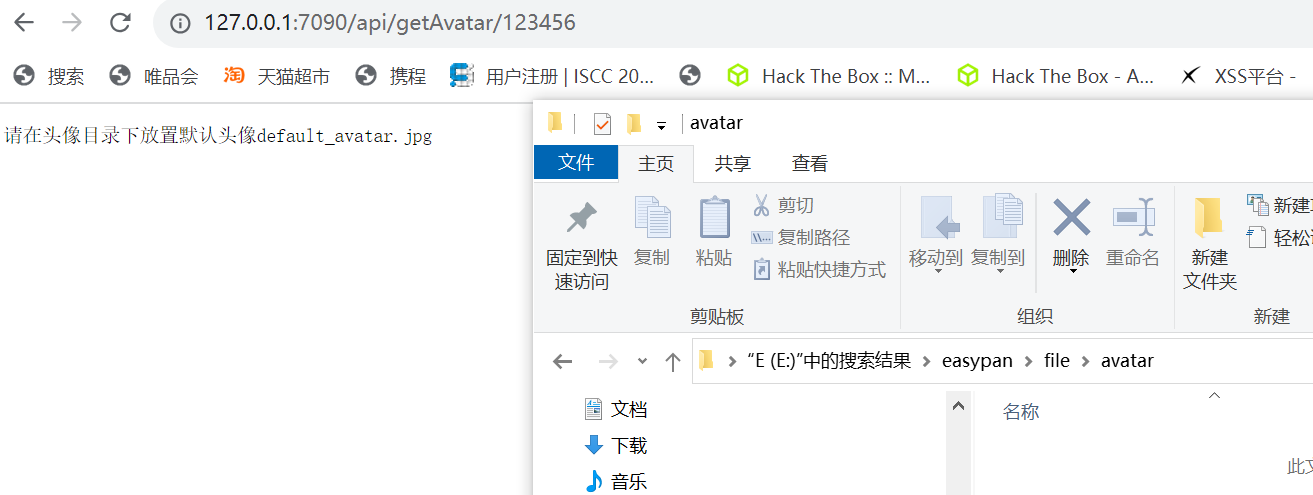 127.0.0.1:7090/api/getAvatar/123456
搜索 唯品会 淘 天猫超市 携程 用户注册 | ISCC 20... Hack The Box :: M... Hack The Box - A... XSS平台 -
请在头像目录下放置默认头像default_avatar.jpg
avatar
文件 主页 共享 查看
固定到快速访问
复制
粘贴
剪切
复制路径
粘贴快捷方式
移动到
复制到
删除
重命名
新建
文件夹
轻松
剪贴板 组织 新建
“E (E:)”中的搜索结果 easypan file avatar
文档
下载
音乐
名称
此